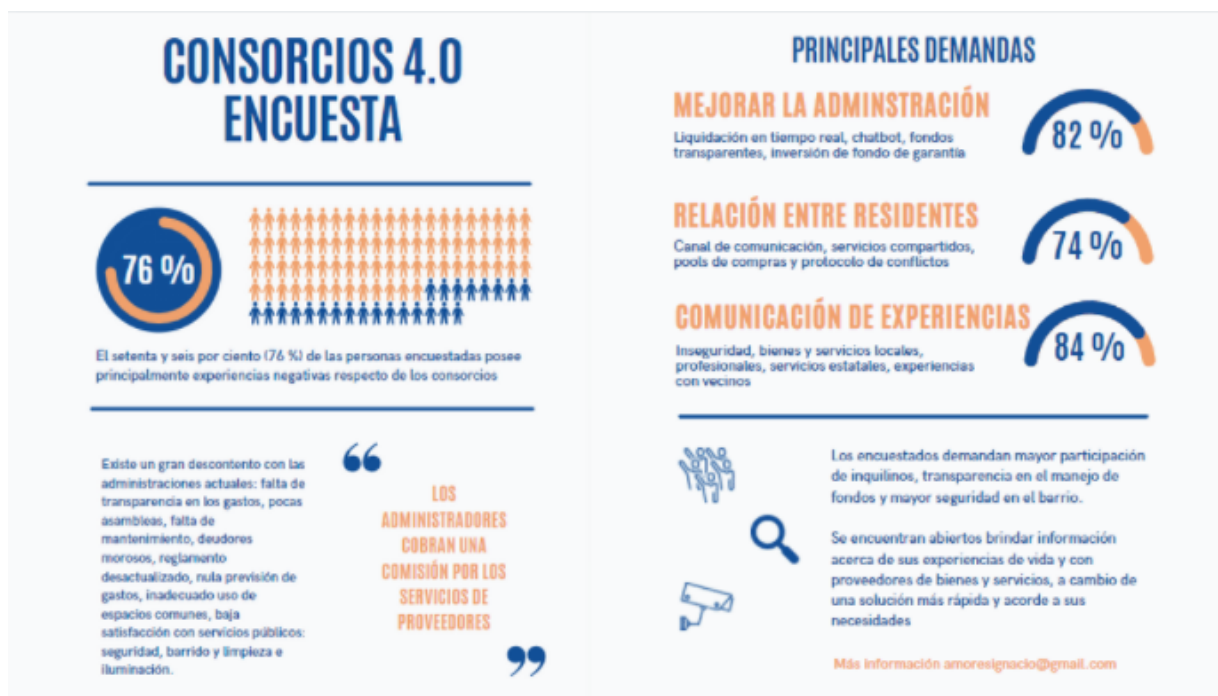 CONSORCIOS 4.0
ENCUESTA
76 %
El setenta y seis por ciento (76 %) de las personas encuestadas posee
principalmente experiencias negativas respecto de los consorcios
Existe un gran descontento con las
administraciones actuales: falta de
transparencia en los gastos, pocas
asambleas, falta de
mantenimiento, deudores
morosos, reglamento
desactualizado, nula previsión de
gastos, inadecuado uso de
espacios comunes, baja
satisfacción con servicios públicos:
seguridad, barrido y limpieza e
iluminación.
“
LOS
ADMINISTRADORES
COBRAN UNA
COMISIÓN POR LOS
SERVICIOS DE
PROVEEDORES
”
PRINCIPALES DEMANDAS
MEJORAR LA ADMINSTRACIÓN
Liquidación en tiempo real, chatbot, fondos
transparentes, inversión de fondo de garantía
82 %
RELACIÓN ENTRE RESIDENTES
Canal de comunicación, servicios compartidos,
pools de compras y protocolo de conflictos
74 %
COMUNICACIÓN DE EXPERIENCIAS
Inseguridad, bienes y servicios locales,
profesionales, servicios estatales, experiencias
con vecinos
84 %
Los encuestados demandan mayor participación
de inquilinos, transparencia en el manejo de
fondos y mayor seguridad en el barrio.
Se encuentran abiertos brindar información
acerca de sus experiencias de vida y con
proveedores de bienes y servicios, a cambio de
una solución más rápida y acorde a sus
necesidades
Más información amoresignacio@gmail.com